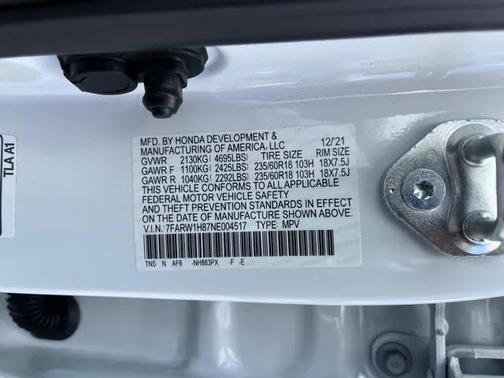 TLA A1
MFD. BY HONDA DEVELOPMENT &
MANUFACTURING OF AMERICA, LLC 12/21
GVWR 2130KG ( 4695LBS) TIRE SIZE RIM SIZE
GAWR F 1100KG ( 2425LBS) 235/60R18 103H 18X7.5J
GAWR R 1040KG ( 2292LBS) 235/60R18 103H 18X7.5J
THIS VEHICLE CONFORMS TO ALL APPLICABLE
FEDERAL MOTOR VEHICLE SAFETY AND THEFT
PREVENTION STANDARDS IN EFFECT
ON THE DATE OF MANUFACTURE SHOWN ABOVE.
V.I.N.: 7FARW1H87NE004517 TYPE: MPV
TNS N AF6 -NH883PX -F -E